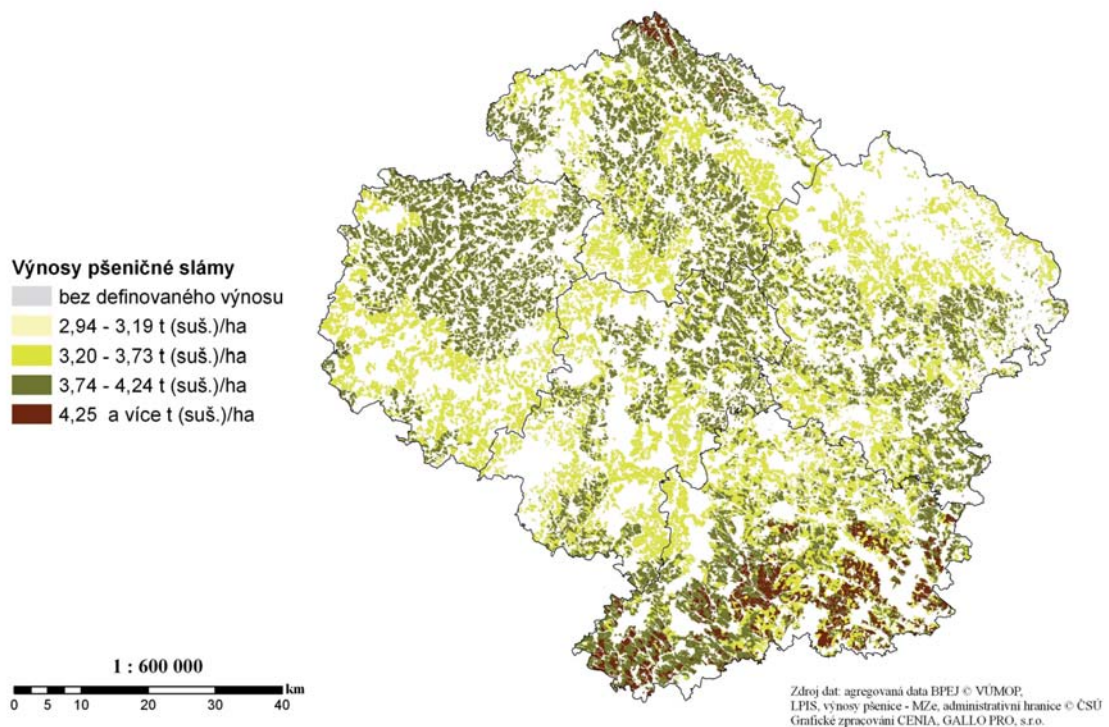 Výnosy pšeničné slámy
bez definovaného výnosu
2,94 - 3,19 t (suš.)/ha
3,20 - 3,73 t (suš.)/ha
3,74 - 4,24 t (suš.)/ha
4,25 a více t (suš.)/ha
1 : 600 000
km
0 5 10 20 30 40
Zdroj dat: agregovaná data BPEJ © VÚMOP,
LPIS, výnosy pšenice - MZe, administrativní hranice © ČSÚ
Grafické zpracování CENIA, GALLO PRO, s.r.o.